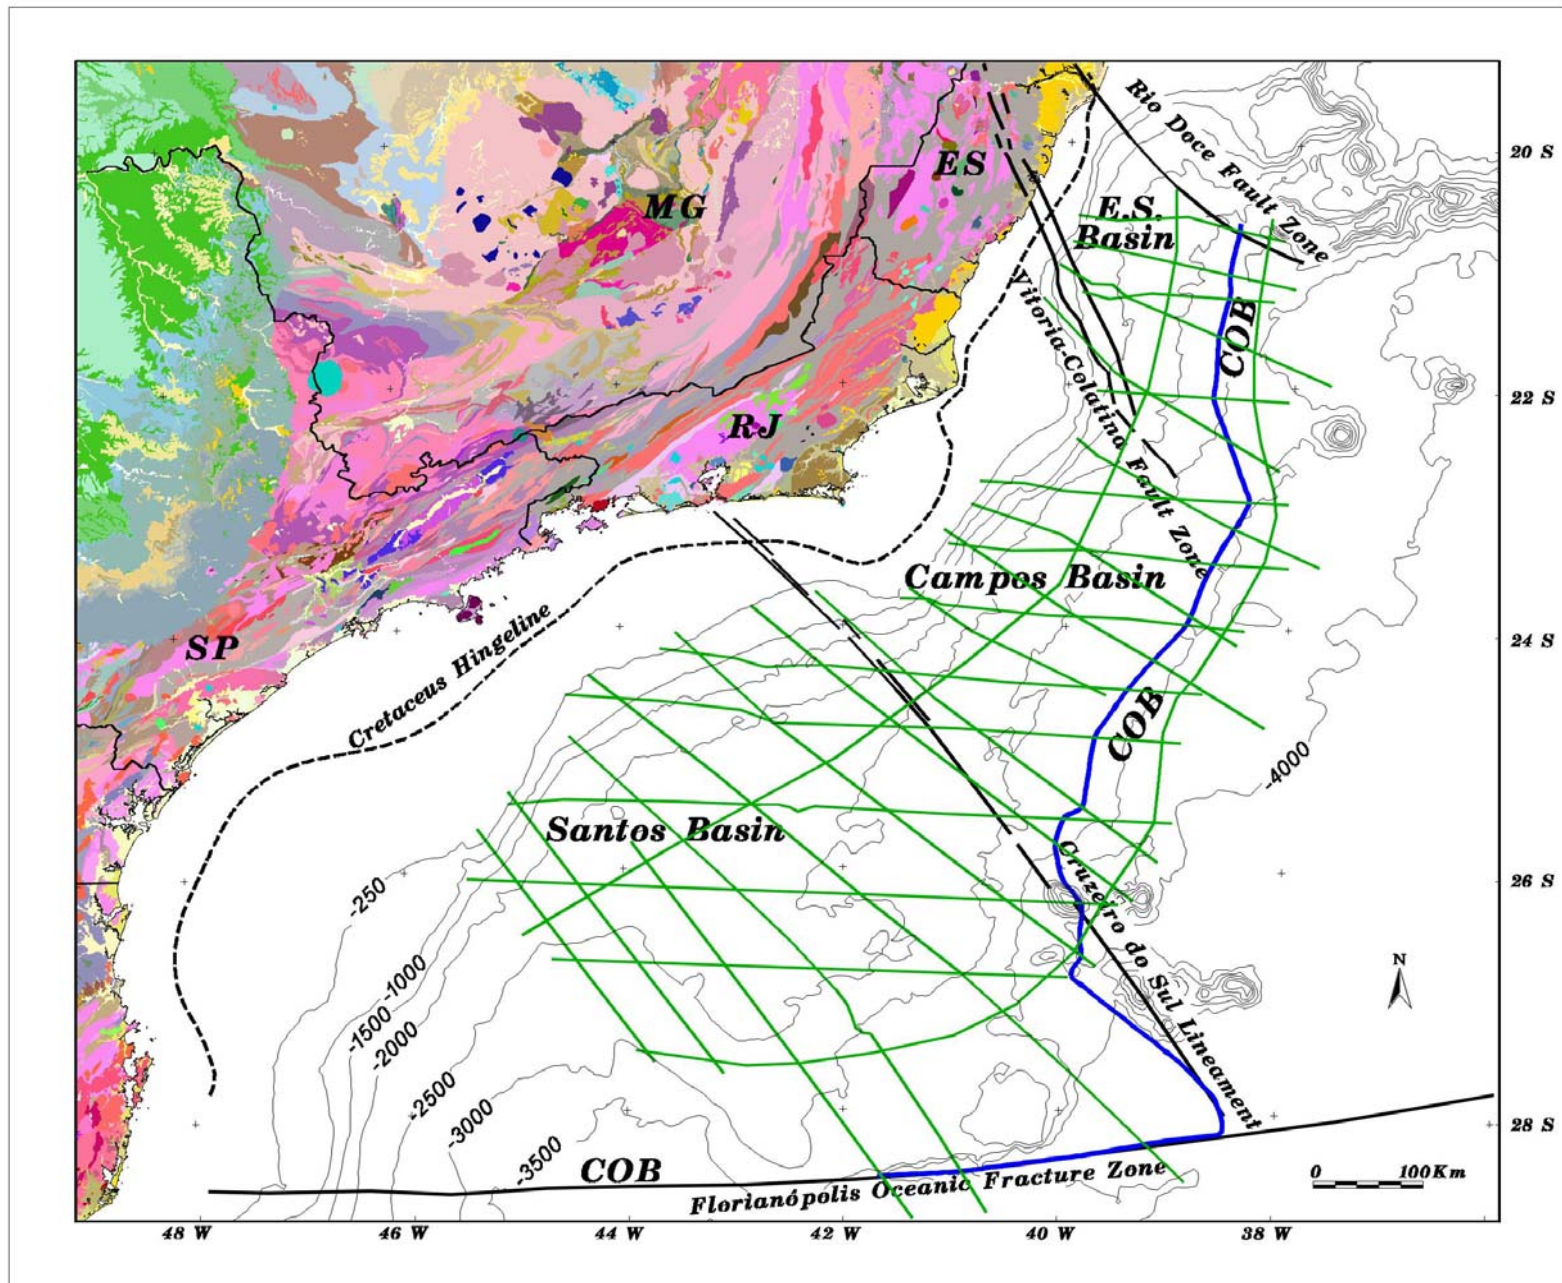 Rio Doce Fault Zone
20 S
ES
MG
E.S.
Basin
COB
Vitoria-Colatina Fault Zone
22 S
RJ
Campos Basin
24 S
SP
Cretaceus Hingeline
COB
-4000
Santos Basin
26 S
-250
Cruzeiro do Sul Lineament
N
-1000
-1500
-2000
-2500
-3000
28 S
-3500
COB
Florianópolis Oceanic Fracture Zone
0 100Km
48 W 46 W 44 W 42 W 40 W 38 W